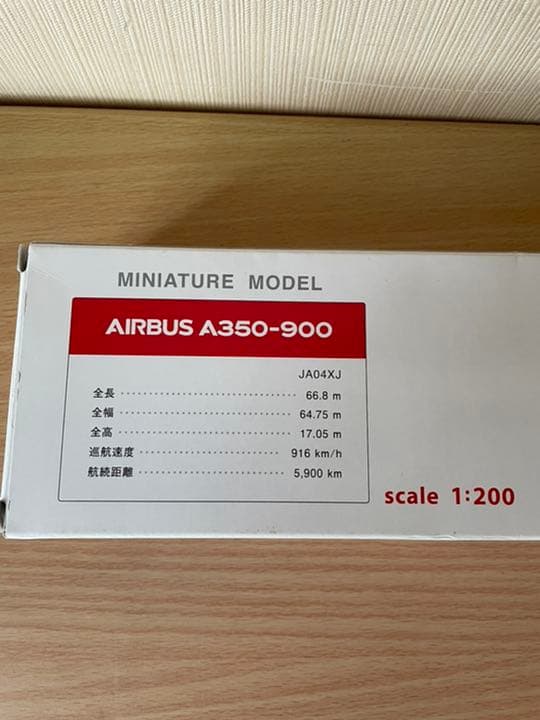 MINIATURE MODEL
AIRBUS A350-900
JA04XJ
全長 ································ 66.8 m
全幅 ······························· 64.75 m
全高 ······························· 17.05 m
巡航速度 ························· 916 km/h
航続距離 ························· 5,900 km
scale 1:200